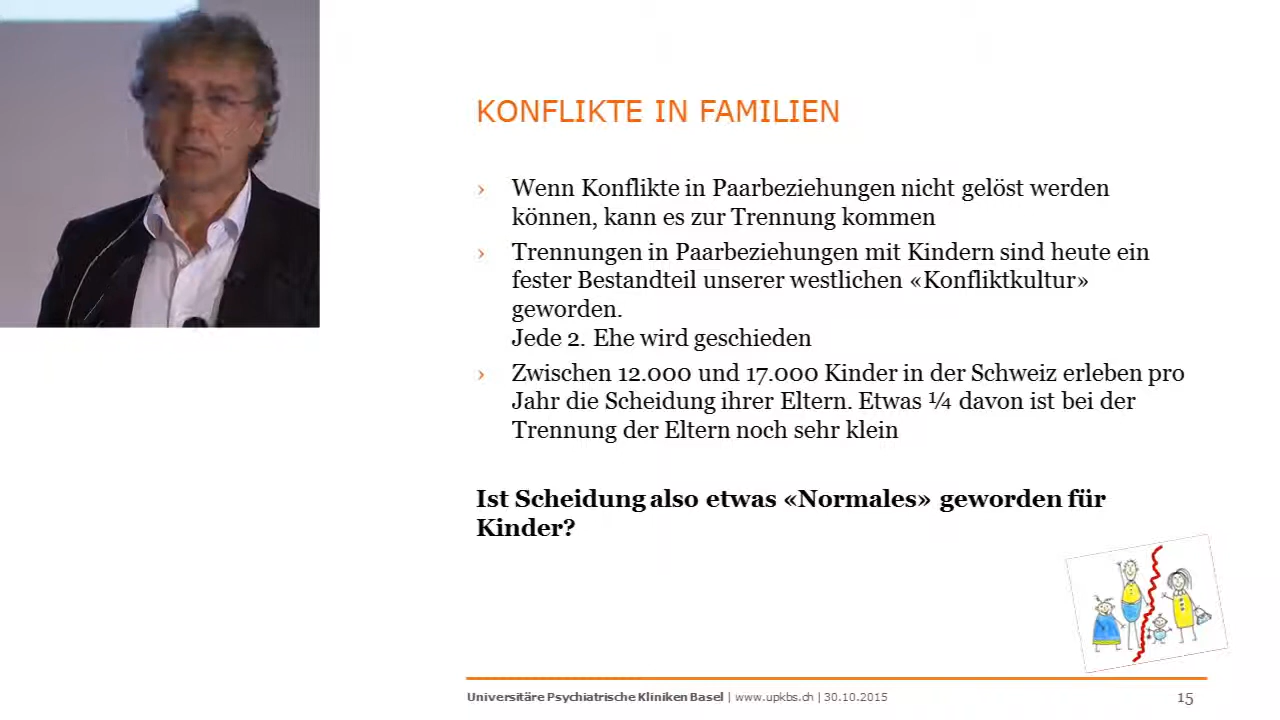 KONFLIKTE IN FAMILIEN
› Wenn Konflikte in Paarbeziehungen nicht gelöst werden
können, kann es zur Trennung kommen
› Trennungen in Paarbeziehungen mit Kindern sind heute ein
fester Bestandteil unserer westlichen «Konfliktkultur»
geworden.
Jede 2. Ehe wird geschieden
› Zwischen 12.000 und 17.000 Kinder in der Schweiz erleben pro
Jahr die Scheidung ihrer Eltern. Etwas ¼ davon ist bei der
Trennung der Eltern noch sehr klein
Ist Scheidung also etwas «Normales» geworden für
Kinder?
Universitäre Psychiatrische Kliniken Basel | www.upkbs.ch | 30.10.2015
15